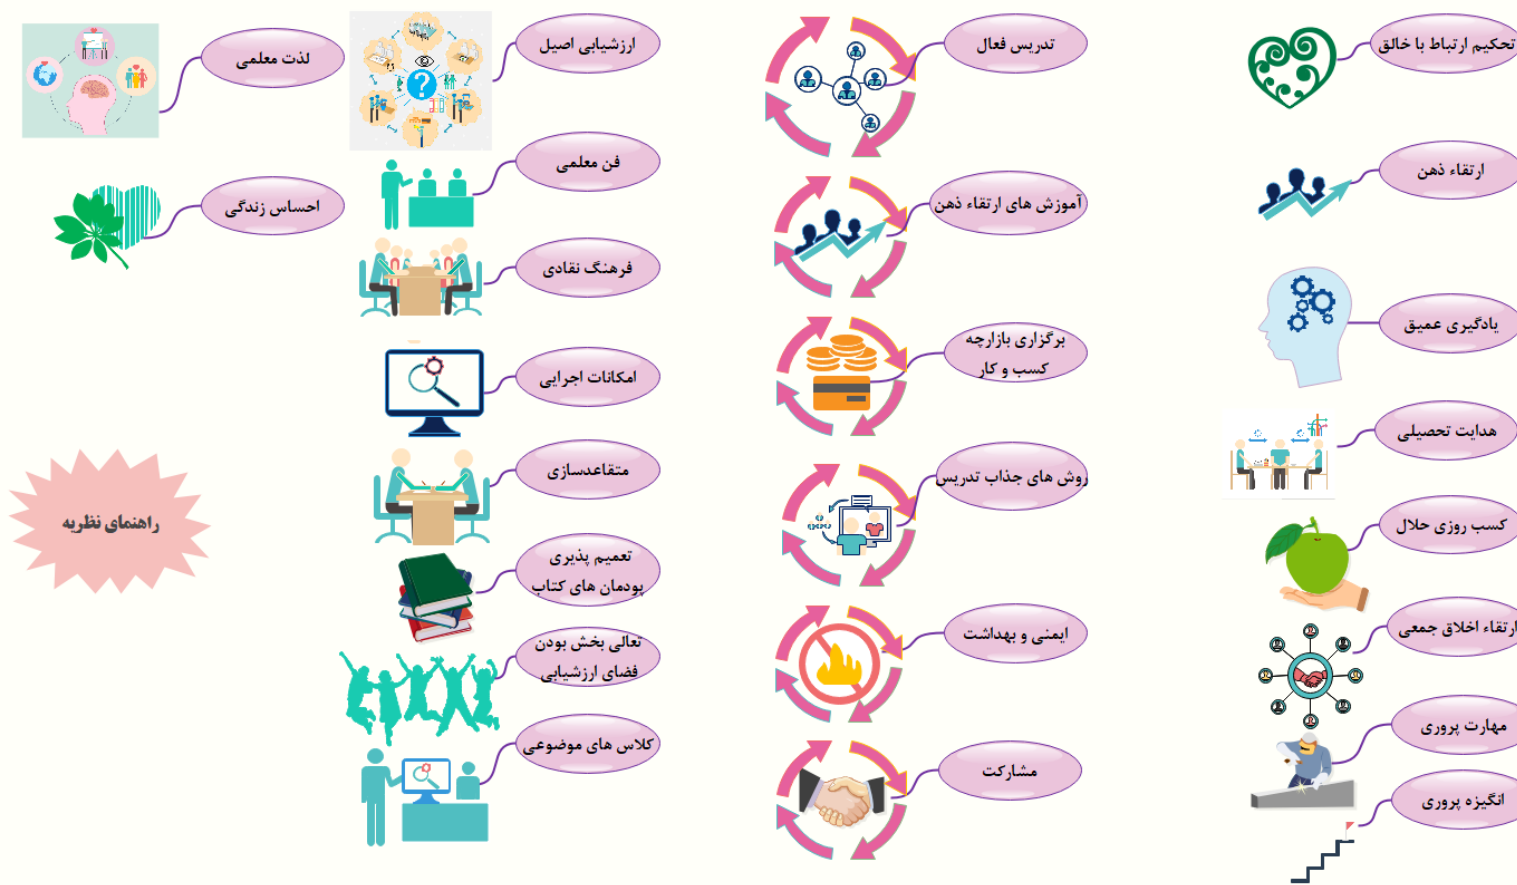 تحکیم ارتباط با خالق
ارتقاء ذهن
یادگیری عمیق
هدایت تحصیلی
کسب روزی حلال
ارتقاء اخلاق جمعی
مهارت پروری
انگیزه پروری
تدریس فعال
آموزش های ارتقاء ذهن
برگزاری بازارچه
کسب و کار
روش های جذاب تدریس
ایمنی و بهداشت
مشارکت
ارزشیابی اصیل
فن معلمی
فرهنگ نقادی
امکانات اجرایی
متقاعدسازی
تعمیم پذیری
پودمان های کتاب
تعالی بخش بودن
فضای ارزشیابی
کلاس های موضوعی
لذت معلمی
احساس زندگی
راهنمای نظریه